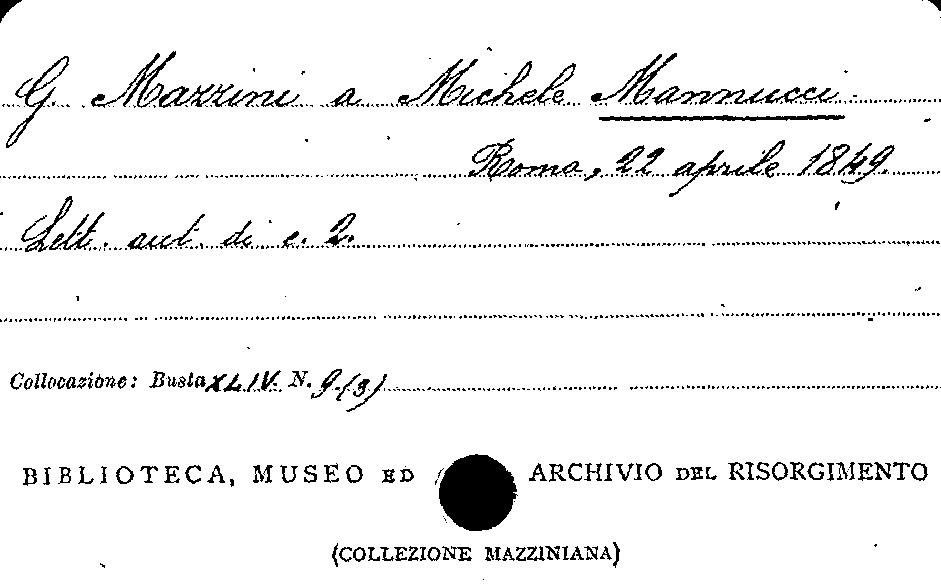 G. Mazzini a Michele Mannucci.
Roma, 22 aprile 1849.
Lett. aut. di c. 2.
Collocazione: Busta XLIV. N. 9(3)
BIBLIOTECA, MUSEO ED ARCHIVIO DEL RISORGIMENTO
(COLLEZIONE MAZZINIANA)